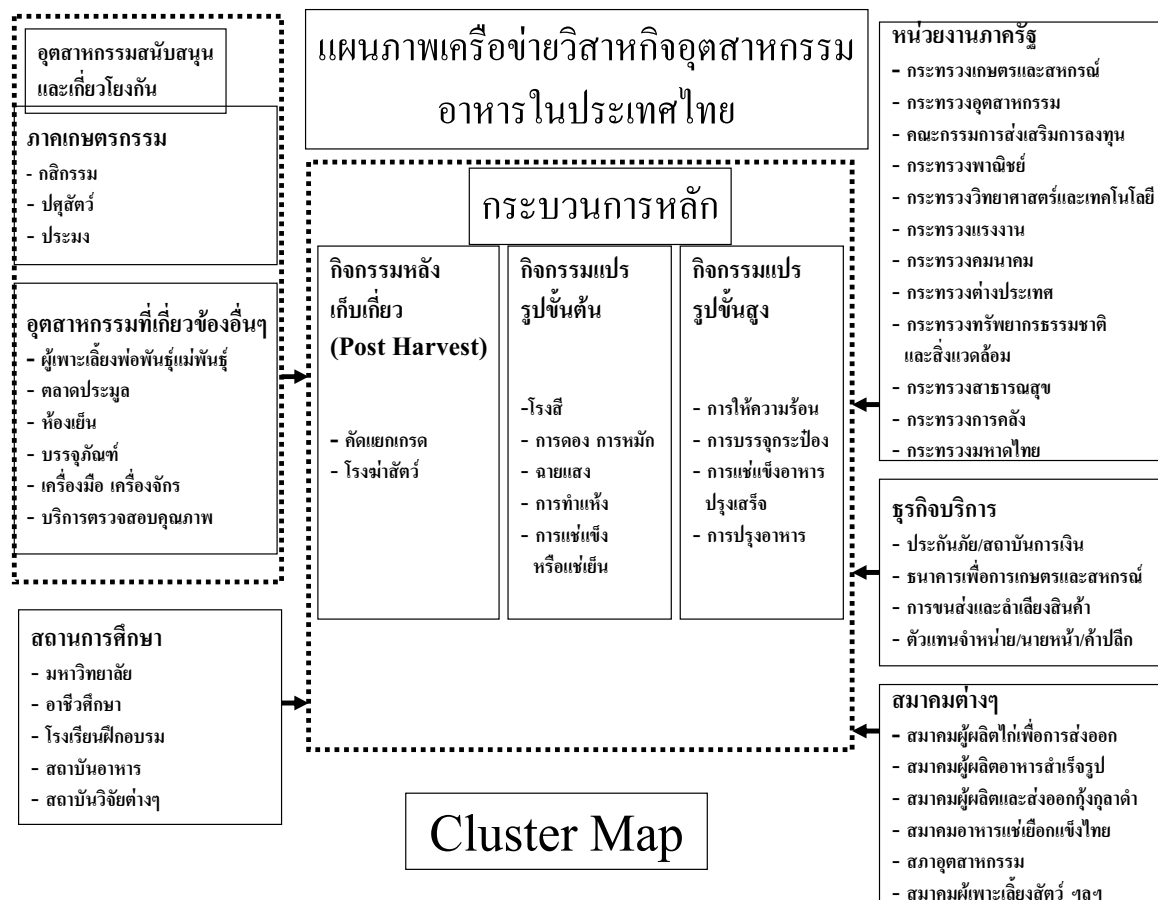 แผนภาพเครือข่ายวิสาหกิจอุตสาหกรรม
อาหารในประเทศไทย
อุตสาหกรรมสนับสนุน
และเกี่ยวโยงกัน
ภาคเกษตรกรรม
- กสิกรรม
- ปศุสัตว์
- ประมง
อุตสาหกรรมที่เกี่ยวข้องอื่นๆ
- ผู้เพาะเลี้ยงพ่อพันธุ์แม่พันธุ์
- ตลาดประมูล
- ห้องเย็น
- บรรจุภัณฑ์
- เครื่องมือ เครื่องจักร
- บริการตรวจสอบคุณภาพ
สถานการศึกษา
- มหาวิทยาลัย
- อาชีวศึกษา
- โรงเรียนฝึกอบรม
- สถาบันอาหาร
- สถาบันวิจัยต่างๆ
กระบวนการหลัก
กิจกรรมหลัง
เก็บเกี่ยว
(Post Harvest)
- คัดแยกเกรด
- โรงฆ่าสัตว์
กิจกรรมแปร
รูปขั้นต้น
-โรงสี
- การดอง การหมัก
- ฉายแสง
- การทำแห้ง
- การแช่แข็ง
หรือแช่เย็น
กิจกรรมแปร
รูปขั้นสูง
- การให้ความร้อน
- การบรรจุกระป๋อง
- การแช่แข็งอาหาร
ปรุงเสร็จ
- การปรุงอาหาร
หน่วยงานภาครัฐ
- กระทรวงเกษตรและสหกรณ์
- กระทรวงอุตสาหกรรม
- คณะกรรมการส่งเสริมการลงทุน
- กระทรวงพาณิชย์
- กระทรวงวิทยาศาสตร์และเทคโนโลยี
- กระทรวงแรงงาน
- กระทรวงคมนาคม
- กระทรวงต่างประเทศ
- กระทรวงทรัพยากรธรรมชาติ
และสิ่งแวดล้อม
- กระทรวงสาธารณสุข
- กระทรวงการคลัง
- กระทรวงมหาดไทย
ธุรกิจบริการ
- ประกันภัย/สถาบันการเงิน
- ธนาคารเพื่อการเกษตรและสหกรณ์
- การขนส่งและลำเลียงสินค้า
- ตัวแทนจำหน่าย/นายหน้า/ค้าปลีก
สมาคมต่างๆ
- สมาคมผู้ผลิตไก่เพื่อการส่งออก
- สมาคมผู้ผลิตอาหารสำเร็จรูป
- สมาคมผู้ผลิตและส่งออกกุ้งกุลาดำ
- สมาคมอาหารแช่เยือกแข็งไทย
- สภาอุตสาหกรรม
- สมาคมผู้เพาะเลี้ยงสัตว์ ฯลฯ
Cluster Map